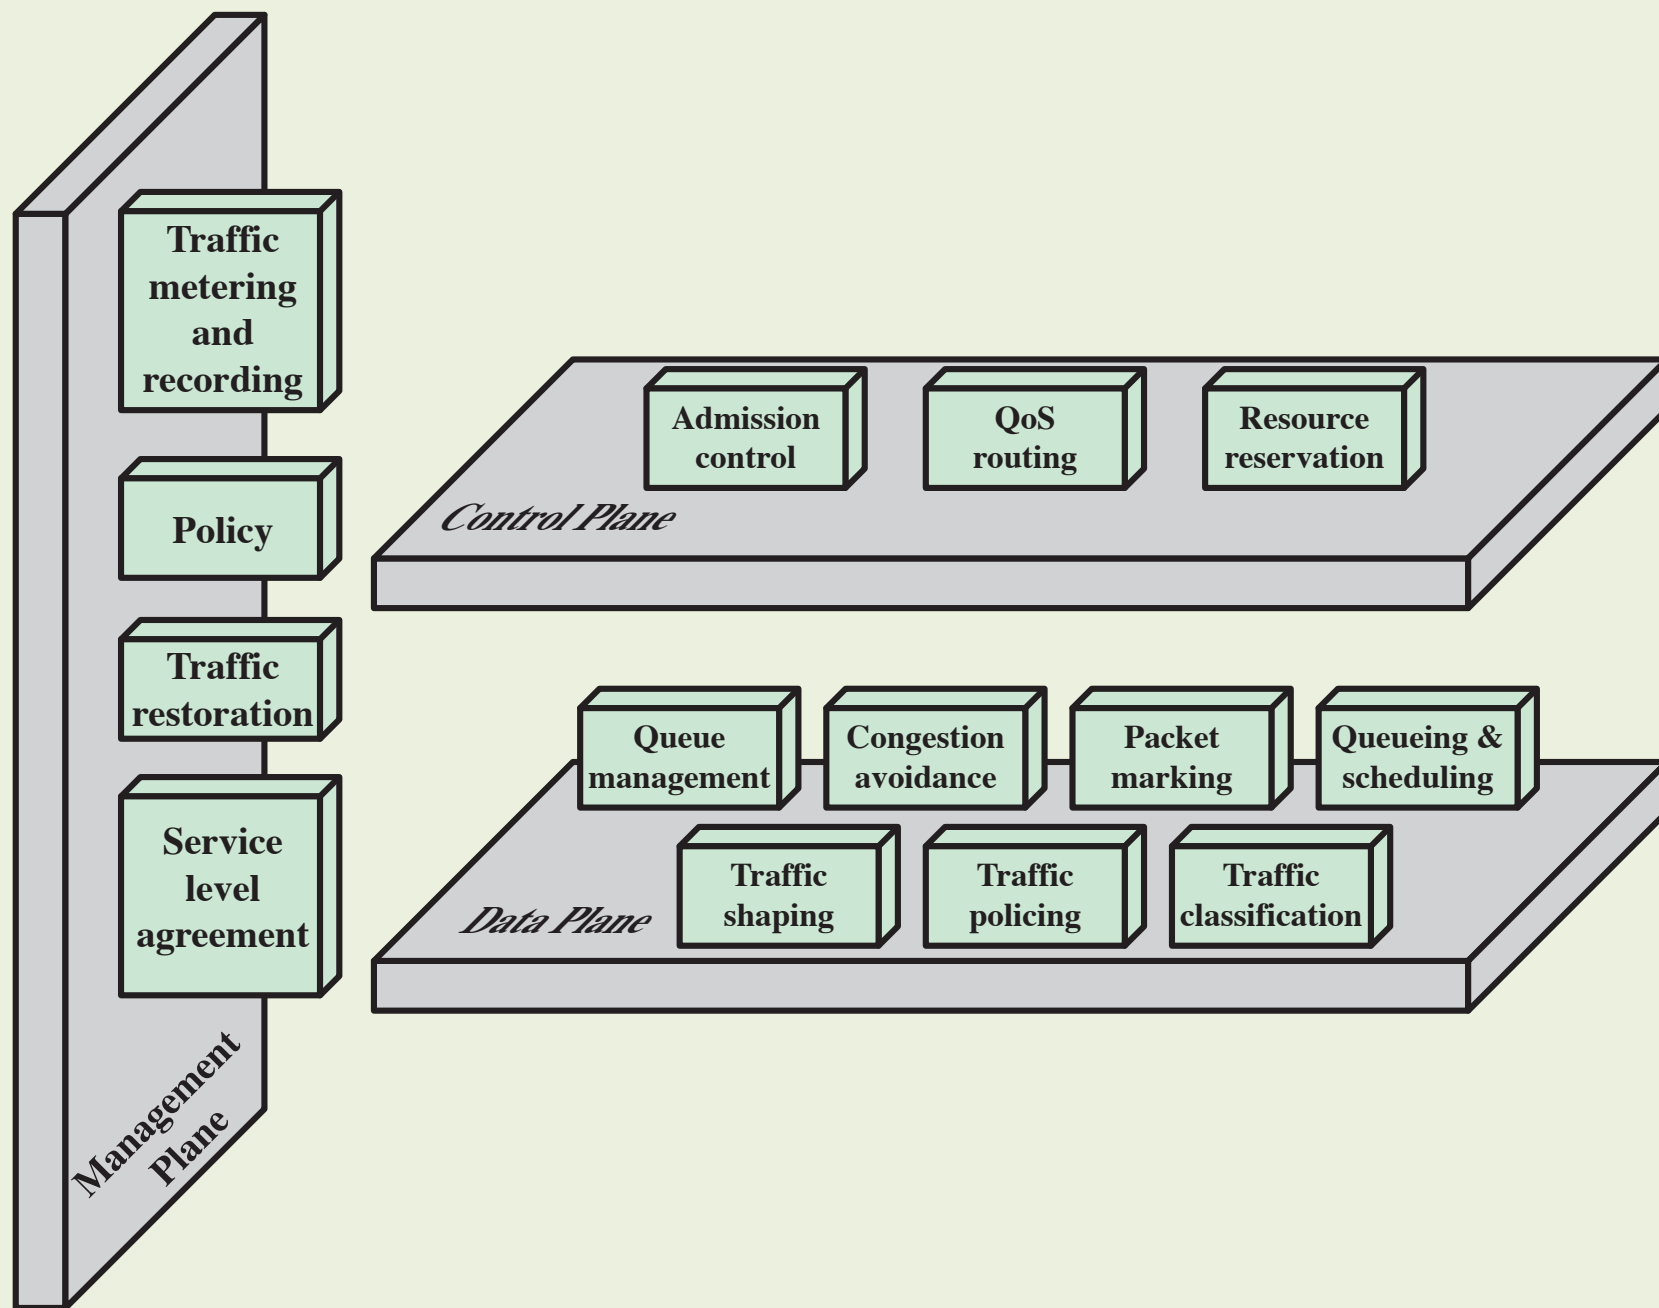 Traffic
metering
and
recording
Policy
Traffic
restoration
Service
level
agreement
Management
Plane
Admission
control
QoS
routing
Resource
reservation
Control Plane
Queue
management
Congestion
avoidance
Packet
marking
Queueing &
scheduling
Traffic
shaping
Traffic
policing
Traffic
classification
Data Plane